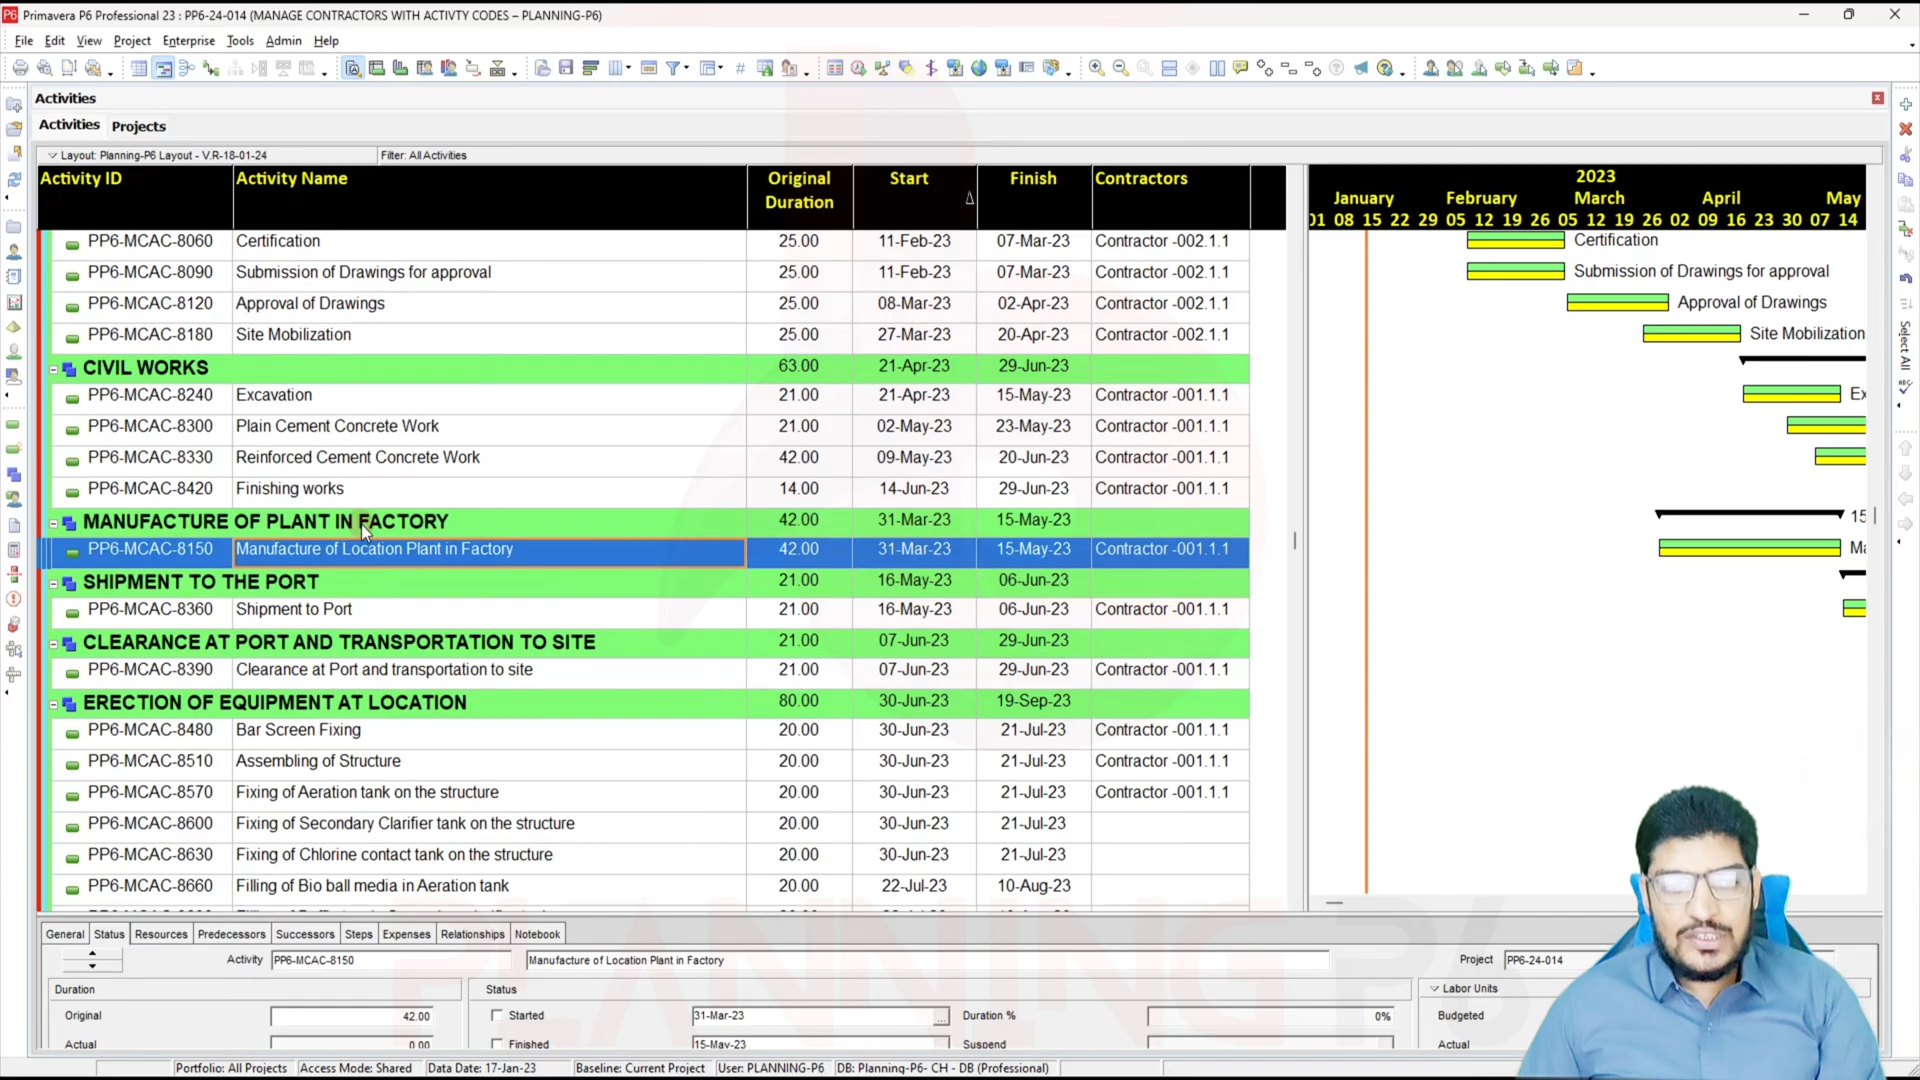 Primavera P6 Professional 23 : PP6-24-014 (MANAGE CONTRACTORS WITH ACTIVTY CODES – PLANNING-P6)
File Edit View Project Enterprise Tools Admin Help
Activities
Activities Projects
Layout: Planning-P6 Layout - V.R-18-01-24 Filter: All Activities
Activity ID Activity Name Original Duration Start Finish Contractors
2023
January February March April May
01 08 15 22 29 05 12 19 26 05 12 19 26 02 09 16 23 30 07 14
PP6-MCAC-8060 Certification 25.00 11-Feb-23 07-Mar-23 Contractor -002.1.1 Certification
PP6-MCAC-8090 Submission of Drawings for approval 25.00 11-Feb-23 07-Mar-23 Contractor -002.1.1 Submission of Drawings for approval
PP6-MCAC-8120 Approval of Drawings 25.00 08-Mar-23 02-Apr-23 Contractor -002.1.1 Approval of Drawings
PP6-MCAC-8180 Site Mobilization 25.00 27-Mar-23 20-Apr-23 Contractor -002.1.1 Site Mobilization
CIVIL WORKS 63.00 21-Apr-23 29-Jun-23
PP6-MCAC-8240 Excavation 21.00 21-Apr-23 15-May-23 Contractor -001.1.1 Ex
PP6-MCAC-8300 Plain Cement Concrete Work 21.00 02-May-23 23-May-23 Contractor -001.1.1
PP6-MCAC-8330 Reinforced Cement Concrete Work 42.00 09-May-23 20-Jun-23 Contractor -001.1.1
PP6-MCAC-8420 Finishing works 14.00 14-Jun-23 29-Jun-23 Contractor -001.1.1
MANUFACTURE OF PLANT IN FACTORY 42.00 31-Mar-23 15-May-23 15
PP6-MCAC-8150 Manufacture of Location Plant in Factory 42.00 31-Mar-23 15-May-23 Contractor -001.1.1 Ma
SHIPMENT TO THE PORT 21.00 16-May-23 06-Jun-23
PP6-MCAC-8360 Shipment to Port 21.00 16-May-23 06-Jun-23 Contractor -001.1.1
CLEARANCE AT PORT AND TRANSPORTATION TO SITE 21.00 07-Jun-23 29-Jun-23
PP6-MCAC-8390 Clearance at Port and transportation to site 21.00 07-Jun-23 29-Jun-23 Contractor -001.1.1
ERECTION OF EQUIPMENT AT LOCATION 80.00 30-Jun-23 19-Sep-23
PP6-MCAC-8480 Bar Screen Fixing 20.00 30-Jun-23 21-Jul-23 Contractor -001.1.1
PP6-MCAC-8510 Assembling of Structure 20.00 30-Jun-23 21-Jul-23 Contractor -001.1.1
PP6-MCAC-8570 Fixing of Aeration tank on the structure 20.00 30-Jun-23 21-Jul-23 Contractor -001.1.1
PP6-MCAC-8600 Fixing of Secondary Clarifier tank on the structure 20.00 30-Jun-23 21-Jul-23
PP6-MCAC-8630 Fixing of Chlorine contact tank on the structure 20.00 30-Jun-23 21-Jul-23
PP6-MCAC-8660 Filling of Bio ball media in Aeration tank 20.00 22-Jul-23 10-Aug-23
Select All
General Status Resources Predecessors Successors Steps Expenses Relationships Notebook
Activity PP6-MCAC-8150 Manufacture of Location Plant in Factory Project PP6-24-014
Duration Status Labor Units
Original 42.00 Started 31-Mar-23 Duration % 0% Budgeted
Actual 0.00 Finished 15-May-23 Suspend Actual
PLANNING P6
Portfolio: All Projects Access Mode: Shared Data Date: 17-Jan-23 Baseline: Current Project User: PLANNING-P6 DB: Planning-P6- CH - DB (Professional)